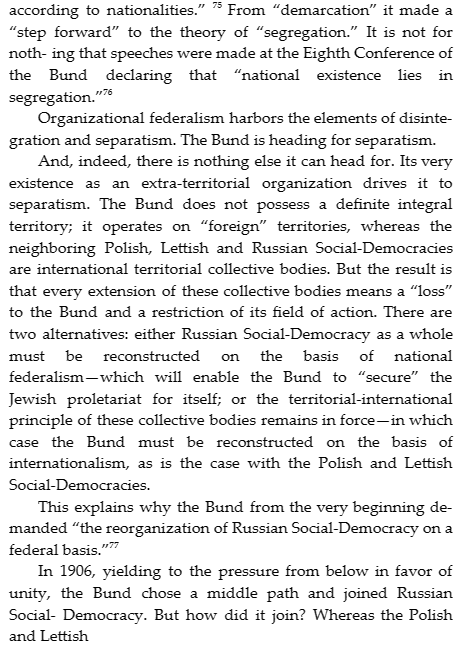 according to nationalities.” 75 From “demarcation” it made a
“step forward” to the theory of “segregation.” It is not for
noth- ing that speeches were made at the Eighth Conference of
the Bund declaring that “national existence lies in
segregation.”76
Organizational federalism harbors the elements of disinte-
gration and separatism. The Bund is heading for separatism.
And, indeed, there is nothing else it can head for. Its very
existence as an extra-territorial organization drives it to
separatism. The Bund does not possess a definite integral
territory; it operates on “foreign” territories, whereas the
neighboring Polish, Lettish and Russian Social-Democracies
are international territorial collective bodies. But the result is
that every extension of these collective bodies means a “loss”
to the Bund and a restriction of its field of action. There are
two alternatives: either Russian Social-Democracy as a whole
must be reconstructed on the basis of national
federalism—which will enable the Bund to “secure” the
Jewish proletariat for itself; or the territorial-international
principle of these collective bodies remains in force—in which
case the Bund must be reconstructed on the basis of
internationalism, as is the case with the Polish and Lettish
Social-Democracies.
This explains why the Bund from the very beginning de-
manded “the reorganization of Russian Social-Democracy on a
federal basis.”77
In 1906, yielding to the pressure from below in favor of
unity, the Bund chose a middle path and joined Russian
Social- Democracy. But how did it join? Whereas the Polish
and Lettish